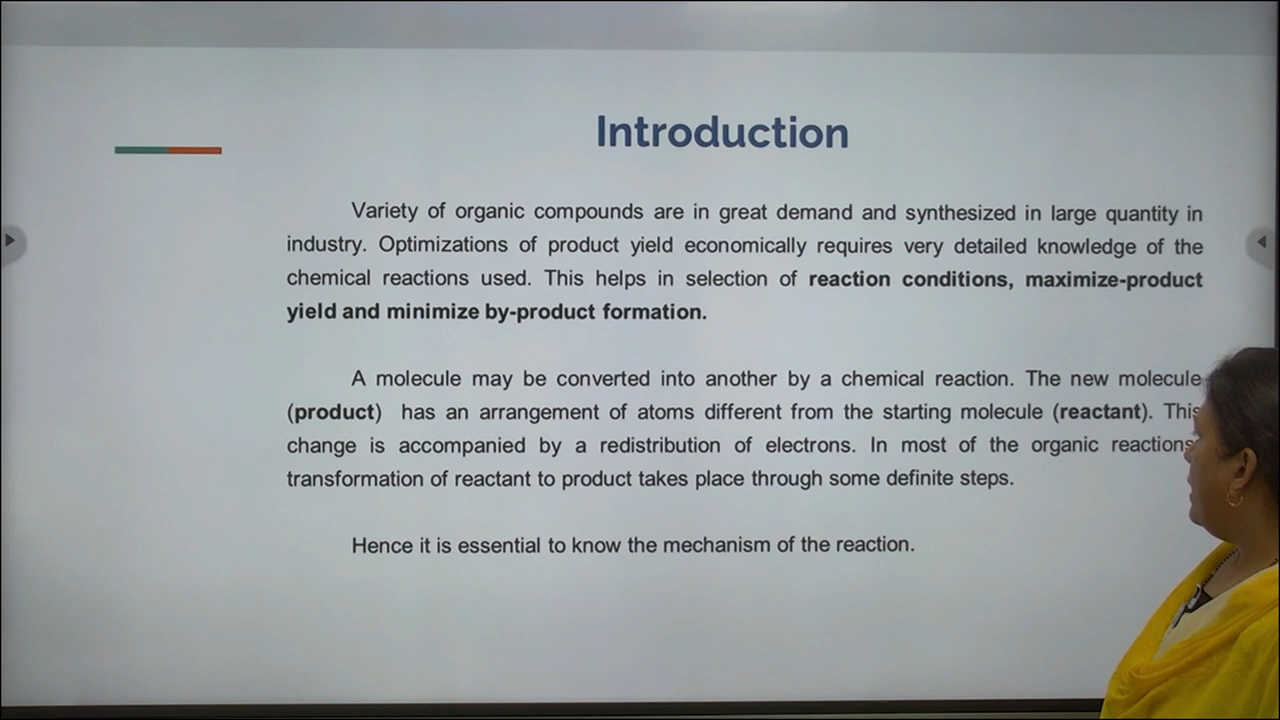 Introduction
Variety of organic compounds are in great demand and synthesized in large quantity in
industry. Optimizations of product yield economically requires very detailed knowledge of the
chemical reactions used. This helps in selection of reaction conditions, maximize-product
yield and minimize by-product formation.
A molecule may be converted into another by a chemical reaction. The new molecule
(product) has an arrangement of atoms different from the starting molecule (reactant). This
change is accompanied by a redistribution of electrons. In most of the organic reactions
transformation of reactant to product takes place through some definite steps.
Hence it is essential to know the mechanism of the reaction.